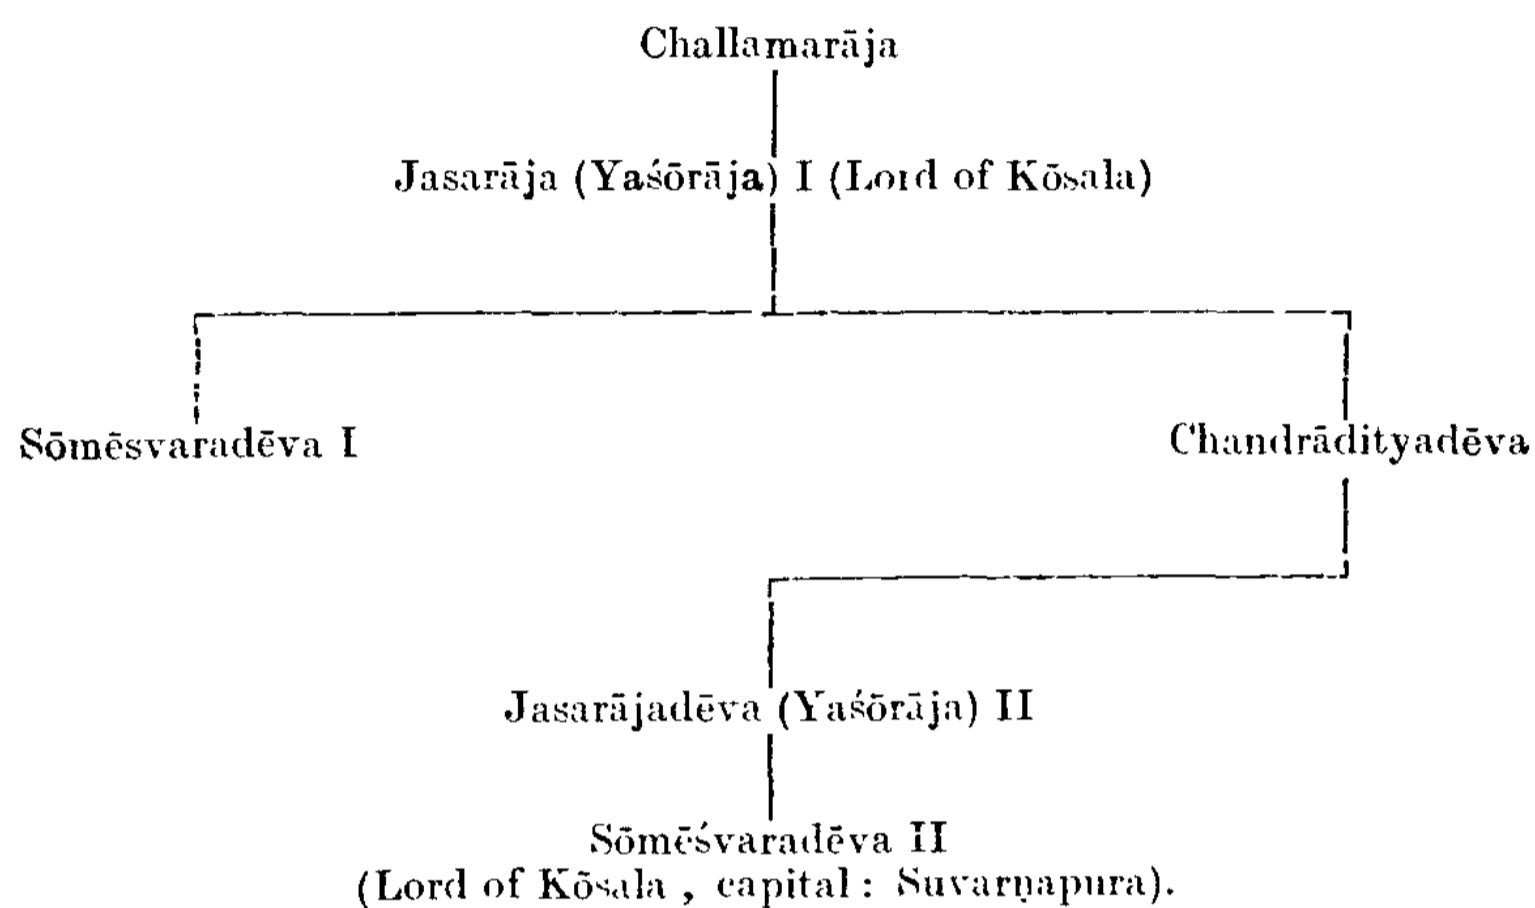 Challamarāja
Jasarāja (Yaśōrāja) I (Lord of Kōsala)
Sōmēsvaradēva I
Chandrādityadēva
Jasarājadēva (Yaśōrāja) II
Sōmēśvaradēva II
(Lord of Kōsala , capital : Suvarṇapura).